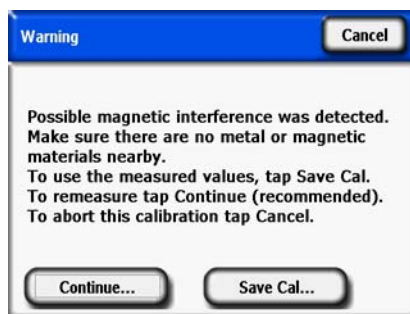 Warning
Cancel
Possible magnetic interference was detected.
Make sure there are no metal or magnetic
materials nearby.
To use the measured values, tap Save Cal.
To remeasure tap Continue (recommended).
To abort this calibration tap Cancel.
Continue...
Save Cal...